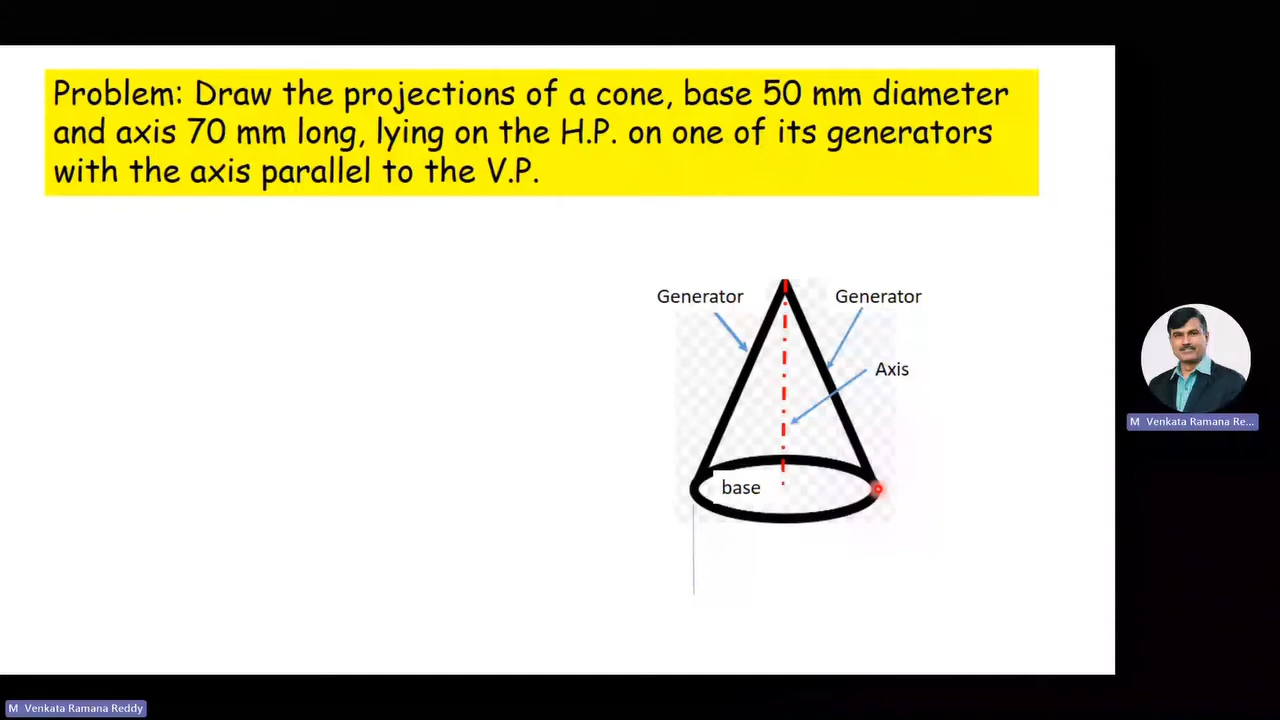 Problem: Draw the projections of a cone, base 50 mm diameter
and axis 70 mm long, lying on the H.P. on one of its generators
with the axis parallel to the V.P.
Generator
Generator
Axis
base
M Venkata Ramana Re...
M Venkata Ramana Reddy